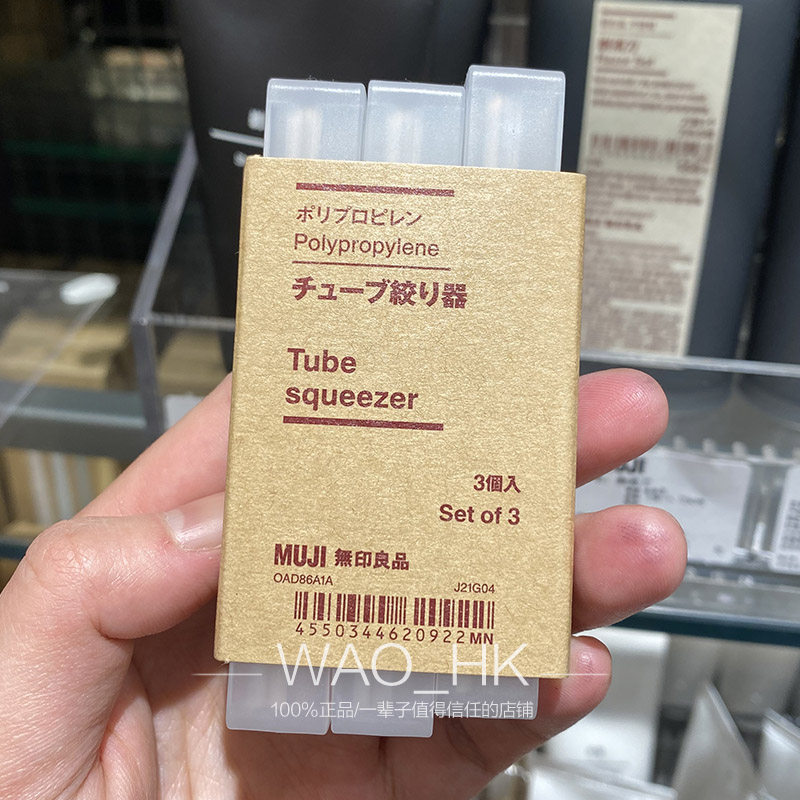 ポリプロピレン
Polypropylene
チューブ絞り器
Tube
squeezer
3個入
Set of 3
MUJI 無印良品
OAD86A1A
J21G04
4550344620922MN
WAO_HK
100%正品/一辈子值得信任的店铺